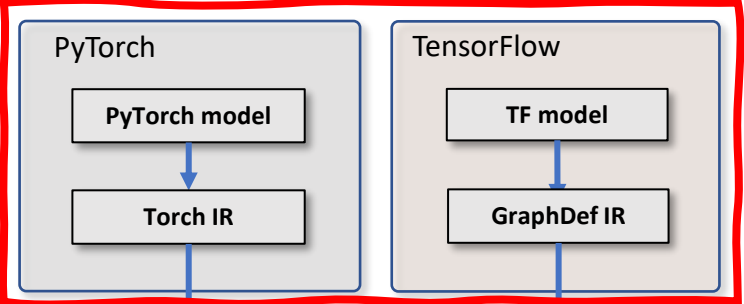 PyTorch
PyTorch model
Torch IR
TensorFlow
TF model
GraphDef IR